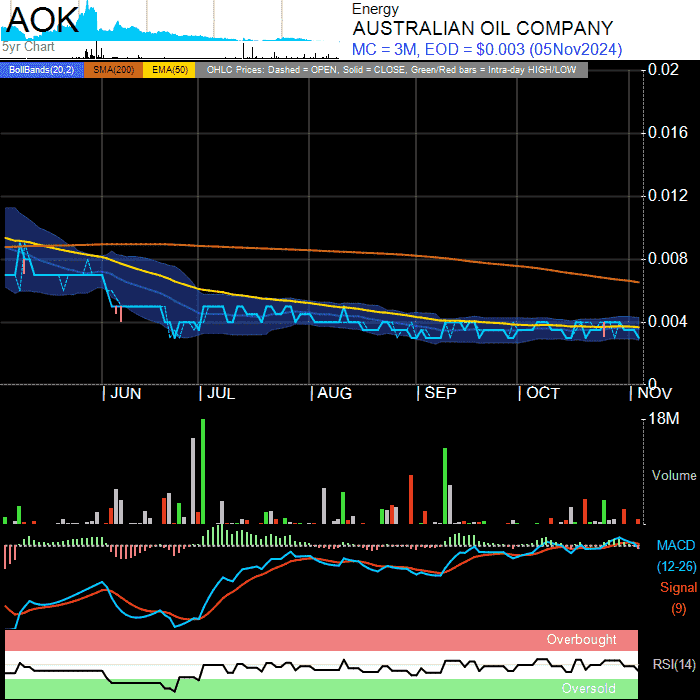 AOK
5yr Chart
Energy
AUSTRALIAN OIL COMPANY
MC = 3M, EOD = $0.003 (05Nov2024)
BollBands(20,2) SMA(200) EMA(50) OHLC Prices: Dashed = OPEN, Solid = CLOSE, Green/Red bars = Intra-day HIGH/LOW
0.02
0.016
0.012
0.008
0.004
0
JUN JUL AUG SEP OCT NOV
18M
Volume
MACD
(12-26)
Signal
(9)
Overbought
RSI(14)
Oversold